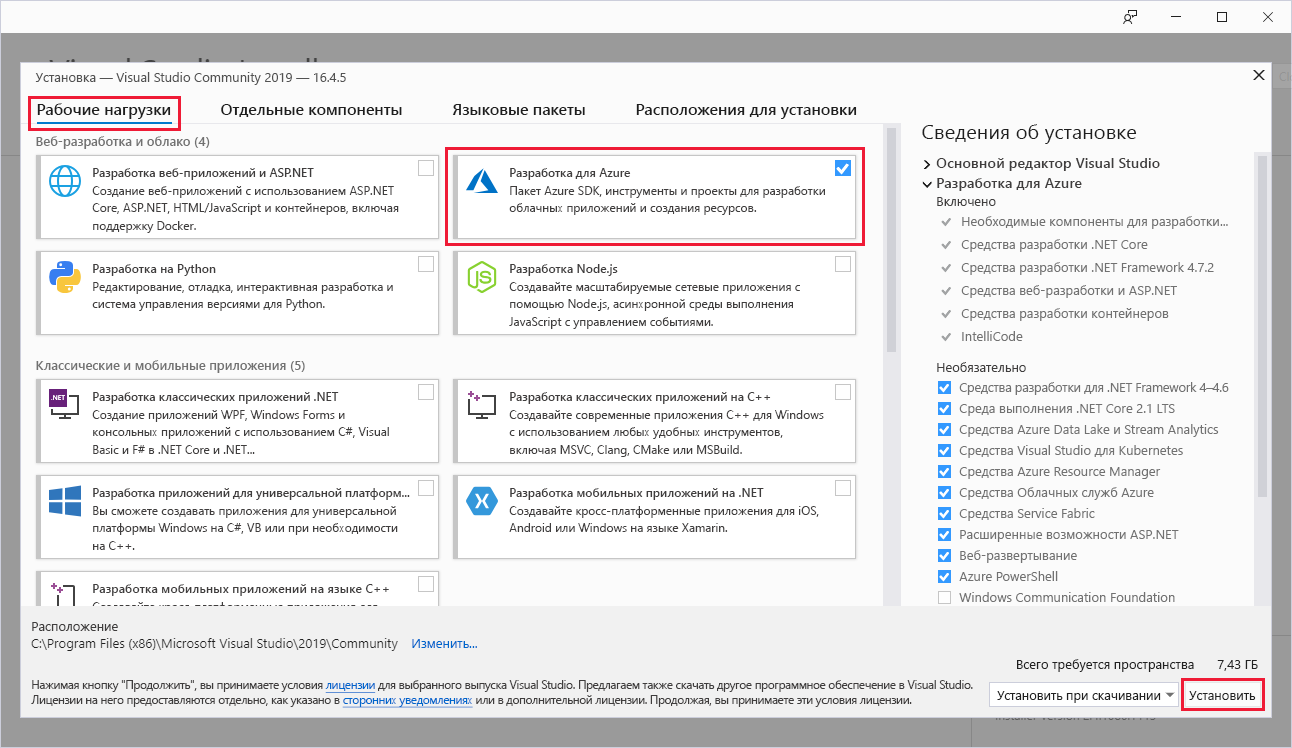 Установка — Visual Studio Community 2019 — 16.4.5
Рабочие нагрузки
Отдельные компоненты
Языковые пакеты
Расположения для установки
Веб-разработка и облако (4)
Разработка веб-приложений и ASP.NET
Создание веб-приложений с использованием ASP.NET
Core, ASP.NET, HTML/JavaScript и контейнеров, включая
поддержку Docker.
Разработка для Azure
Пакет Azure SDK, инструменты и проекты для разработки
облачных приложений и создания ресурсов.
Разработка на Python
Редактирование, отладка, интерактивная разработка и
система управления версиями для Python.
Разработка Node.js
Создавайте масштабируемые сетевые приложения с
помощью Node.js, асинхронной среды выполнения
JavaScript с управлением событиями.
Классические и мобильные приложения (5)
.NET
Разработка классических приложений .NET
Создание приложений WPF, Windows Forms и
консольных приложений с использованием C#, Visual
Basic и F# в .NET Core и .NET...
Разработка классических приложений на C++
Создавайте современные приложения C++ для Windows
с использованием любых удобных инструментов,
включая MSVC, Clang, CMake или MSBuild.
Разработка приложений для универсальной платформ...
Вы сможете создавать приложения для универсальной
платформы Windows на C#, VB или при необходимости
на C++.
Разработка мобильных приложений на .NET
Создавайте кросс-платформенные приложения для iOS,
Android или Windows на языке Xamarin.
Разработка мобильных приложений на языке C++
Сведения об установке
Основной редактор Visual Studio
Разработка для Azure
Включено
Необходимые компоненты для разработки...
Средства разработки .NET Core
Средства разработки .NET Framework 4.7.2
Средства веб-разработки и ASP.NET
Средства разработки контейнеров
IntelliCode
Необязательно
Средства разработки для .NET Framework 4–4.6
Среда выполнения .NET Core 2.1 LTS
Средства Azure Data Lake и Stream Analytics
Средства Visual Studio для Kubernetes
Средства Azure Resource Manager
Средства Облачных служб Azure
Средства Service Fabric
Расширенные возможности ASP.NET
Веб-развертывание
Azure PowerShell
Windows Communication Foundation
Расположение
C:\Program Files (x86)\Microsoft Visual Studio\2019\Community Изменить...
Всего требуется пространства 7,43 ГБ
Нажимая кнопку "Продолжить", вы принимаете условия лицензии для выбранного выпуска Visual Studio. Предлагаем также скачать другое программное обеспечение в Visual Studio.
Лицензии на него предоставляются отдельно, как указано в сторонних уведомлениях или в дополнительной лицензии. Продолжая, вы принимаете эти условия лицензии.
Установить при скачивании
Установить